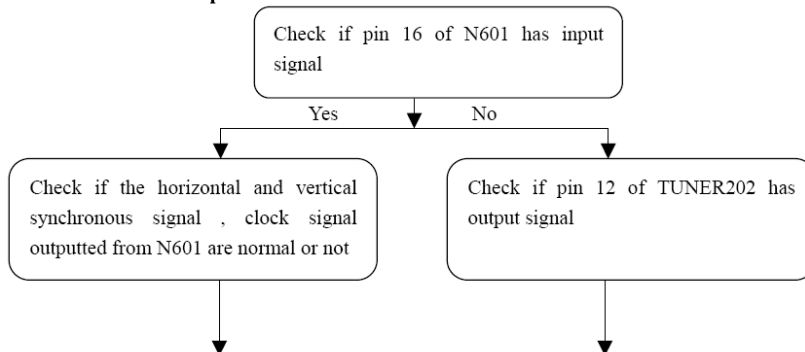 Check if pin 16 of N601 has input
signal
Yes No
Check if the horizontal and vertical
synchronous signal , clock signal
outputted from N601 are normal or not
Check if pin 12 of TUNER202 has
output signal